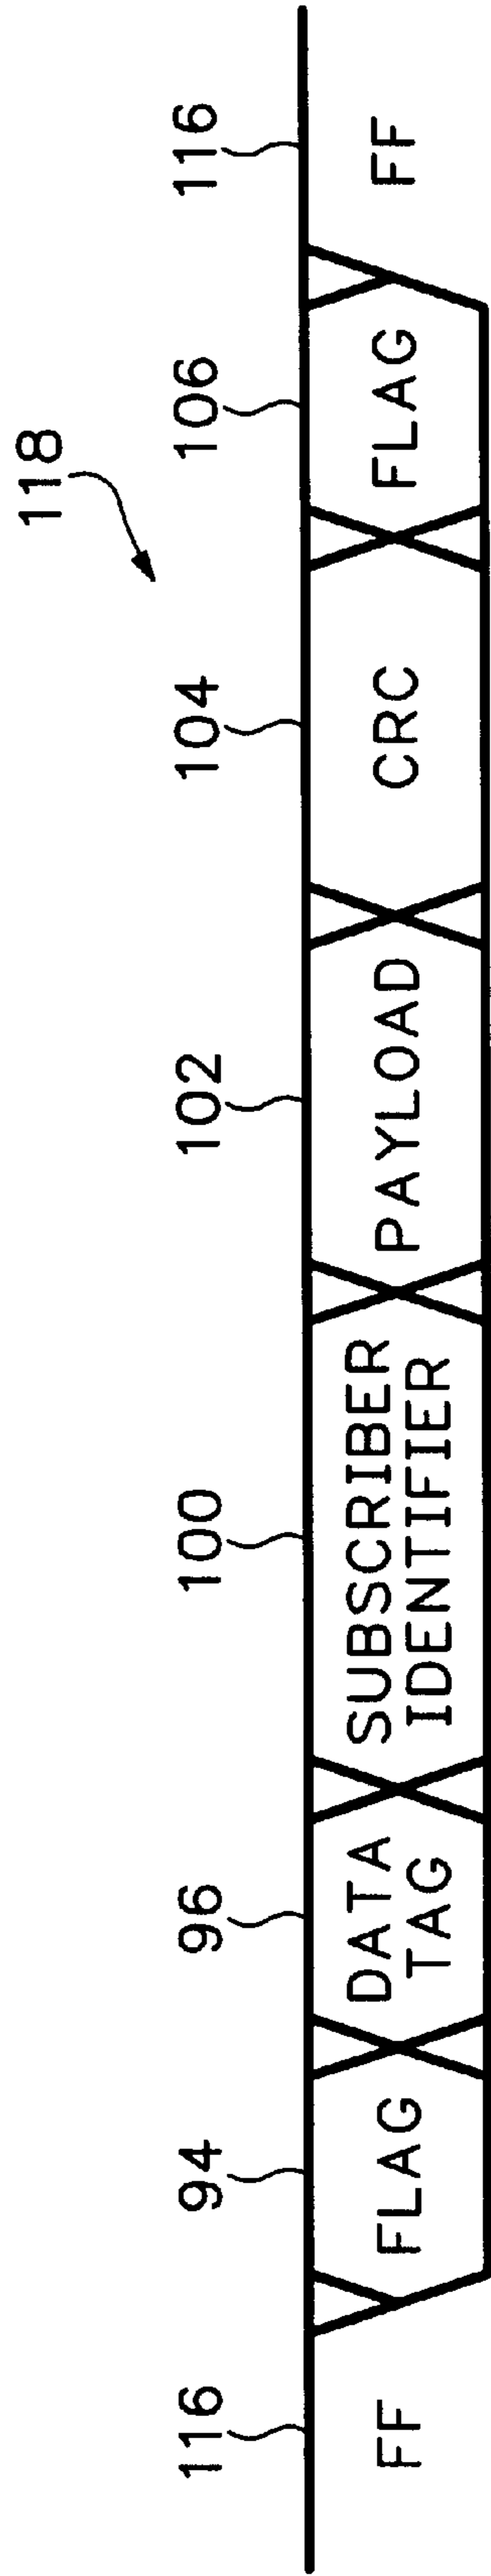 118
116
94
96
100
102
104
106
116
FF
FLAG
DATA
TAG
SUBSCRIBER
IDENTIFIER
PAYLOAD
CRC
FLAG
FF